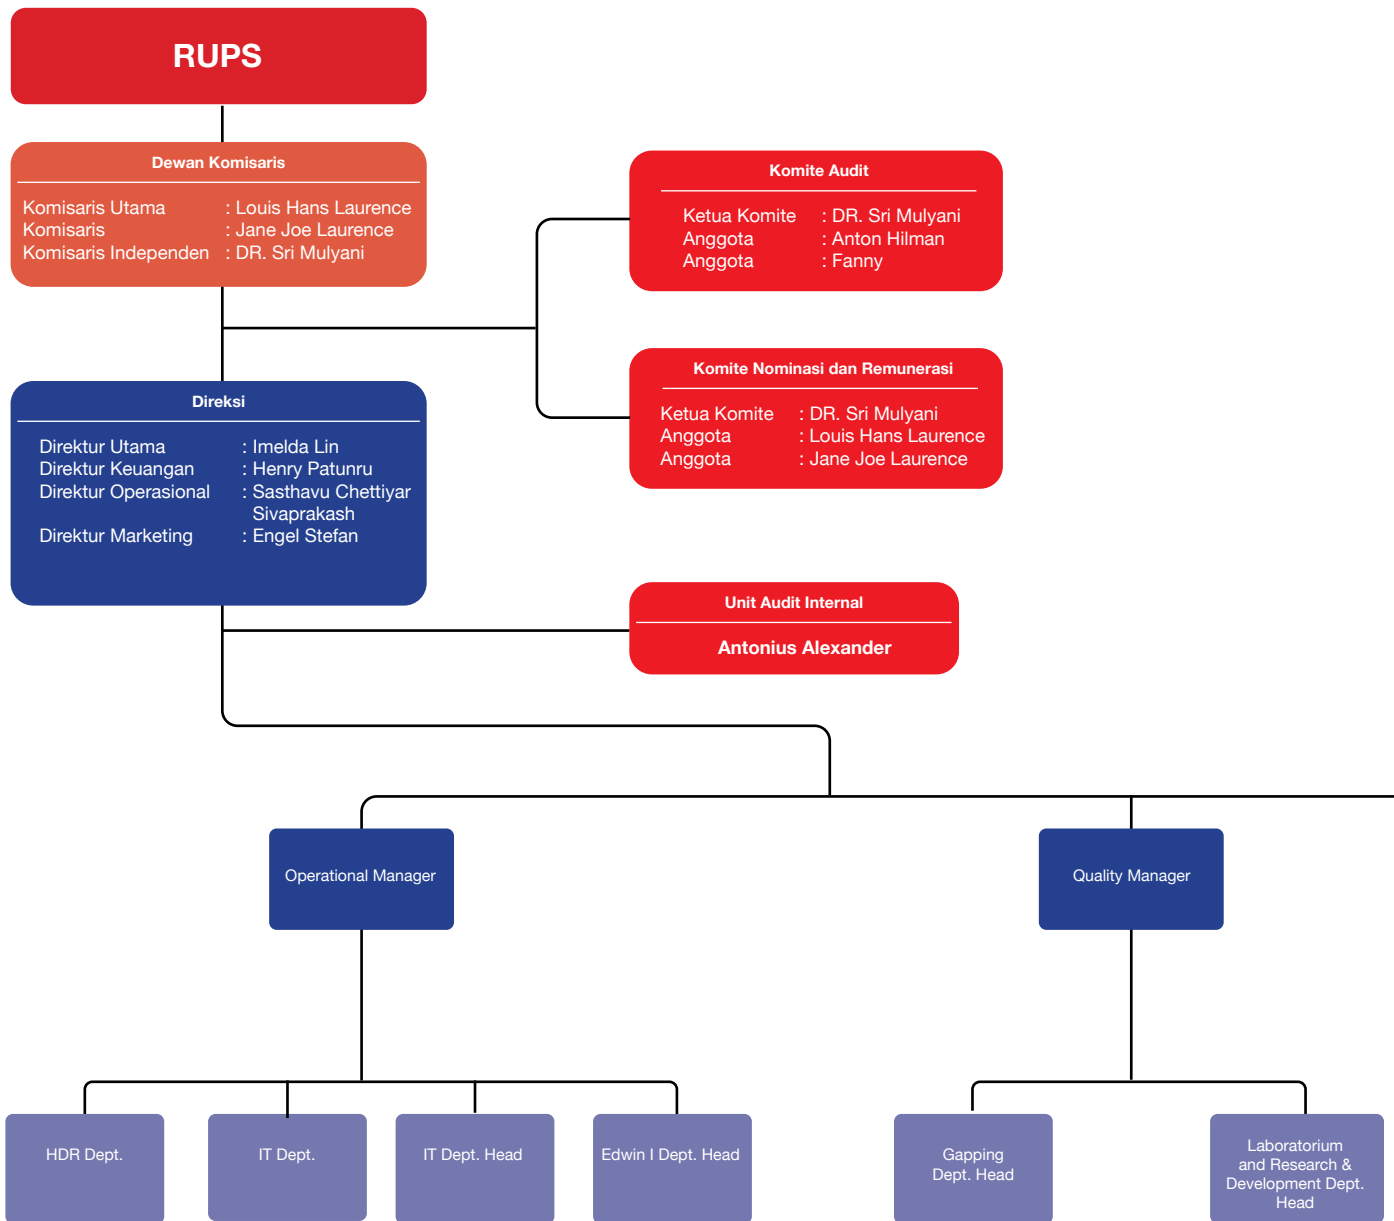 RUPS
Dewan Komisaris
Komisaris Utama : Louis Hans Laurence
Komisaris : Jane Joe Laurence
Komisaris Independen : DR. Sri Mulyani
Komite Audit
Ketua Komite : DR. Sri Mulyani
Anggota : Anton Hilman
Anggota : Fanny
Komite Nominasi dan Remunerasi
Ketua Komite : DR. Sri Mulyani
Anggota : Louis Hans Laurence
Anggota : Jane Joe Laurence
Direksi
Direktur Utama : Imelda Lin
Direktur Keuangan : Henry Patunru
Direktur Operasional : Sasthavu Chettiyar
Sivaprakash
Direktur Marketing : Engel Stefan
Unit Audit Internal
Antonius Alexander
Operational Manager
Quality Manager
HDR Dept.
IT Dept.
IT Dept. Head
Edwin I Dept. Head
Gapping
Dept. Head
Laboratorium
and Research &
Development Dept.
Head